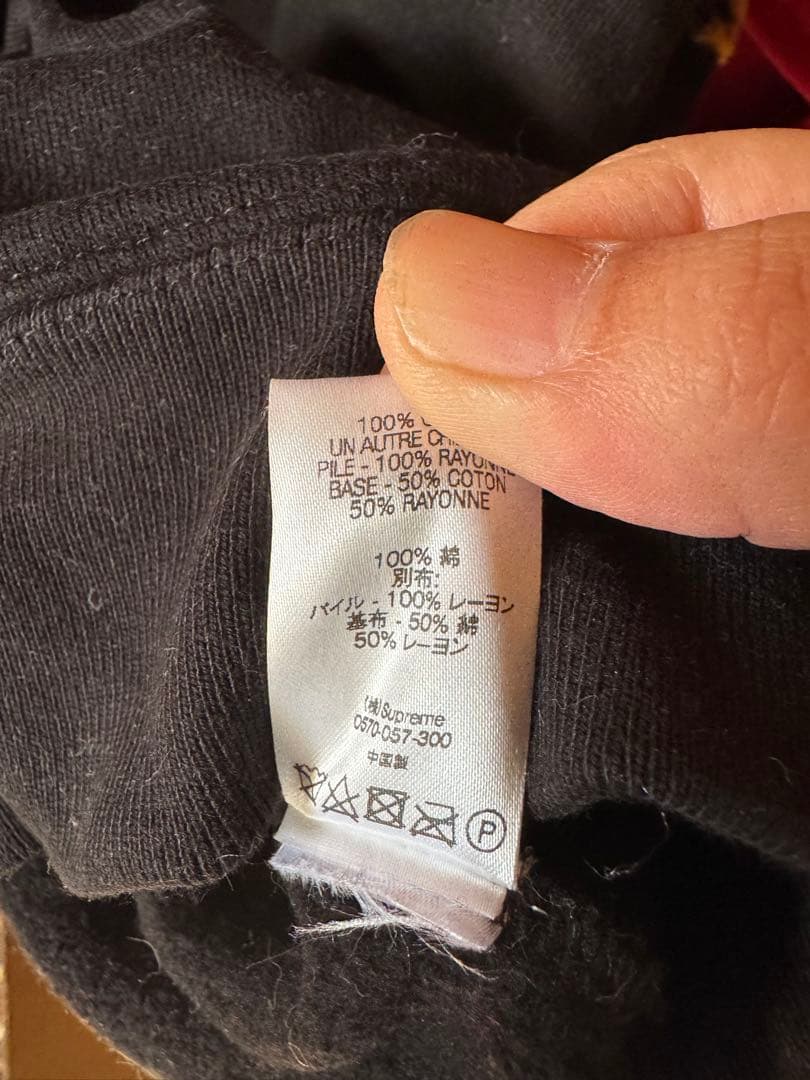 100%
UN AUTRE
PILE - 100% RAYONNE
BASE - 50% COTON
50% RAYONNE
100% 綿
別布:
パイル - 100% レーヨン
基布 - 50% 綿
50% レーヨン
(株)Supreme
0570-057-300
中国製
P